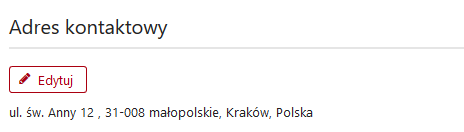 Adres kontaktowy
Edytuj
ul. św. Anny 12 , 31-008 małopolskie, Kraków, Polska